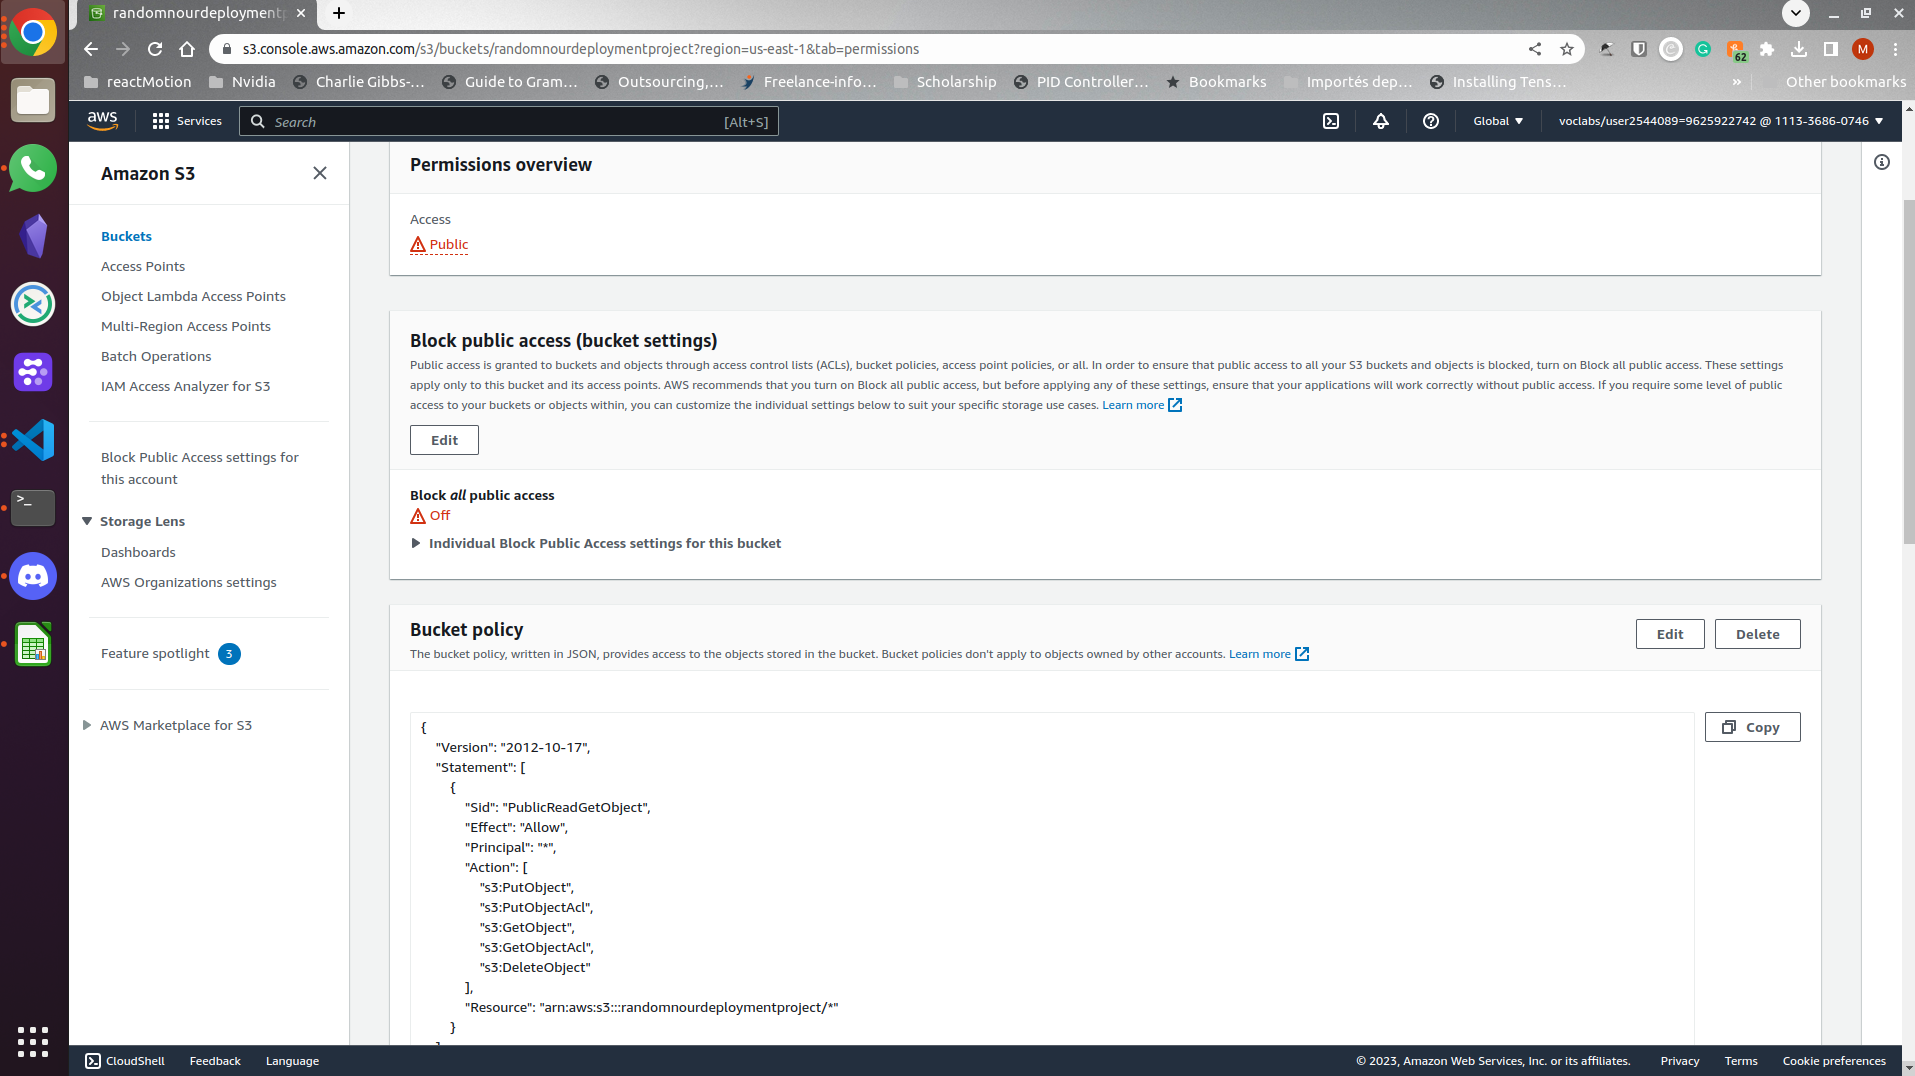 randomnourdeploymentp
s3.console.aws.amazon.com/s3/buckets/randomnourdeploymentproject?region=us-east-1&tab=permissions
62
M
reactMotion
Nvidia
Charlie Gibbs-...
Guide to Gram...
Outsourcing,...
Freelance-info...
Scholarship
PID Controller...
Bookmarks
Importés dep...
Installing Tens...
»
Other bookmarks
aws
Services
Search
[Alt+S]
Global
voclabs/user2544089=9625922742 @ 1113-3686-0746
Amazon S3
Buckets
Access Points
Object Lambda Access Points
Multi-Region Access Points
Batch Operations
IAM Access Analyzer for S3
Block Public Access settings for
this account
Storage Lens
Dashboards
AWS Organizations settings
Feature spotlight 3
AWS Marketplace for S3
Permissions overview
Access
Public
Block public access (bucket settings)
Public access is granted to buckets and objects through access control lists (ACLs), bucket policies, access point policies, or all. In order to ensure that public access to all your S3 buckets and objects is blocked, turn on Block all public access. These settings
apply only to this bucket and its access points. AWS recommends that you turn on Block all public access, but before applying any of these settings, ensure that your applications will work correctly without public access. If you require some level of public
access to your buckets or objects within, you can customize the individual settings below to suit your specific storage use cases. Learn more
Edit
Block all public access
Off
Individual Block Public Access settings for this bucket
Bucket policy
The bucket policy, written in JSON, provides access to the objects stored in the bucket. Bucket policies don't apply to objects owned by other accounts. Learn more
Edit
Delete
Copy
{
"Version": "2012-10-17",
"Statement": [
{
"Sid": "PublicReadGetObject",
"Effect": "Allow",
"Principal": "*",
"Action": [
"s3:PutObject",
"s3:PutObjectAcl",
"s3:GetObject",
"s3:GetObjectAcl",
"s3:DeleteObject"
],
"Resource": "arn:aws:s3:::randomnourdeploymentproject/*"
}
CloudShell
Feedback
Language
© 2023, Amazon Web Services, Inc. or its affiliates.
Privacy
Terms
Cookie preferences